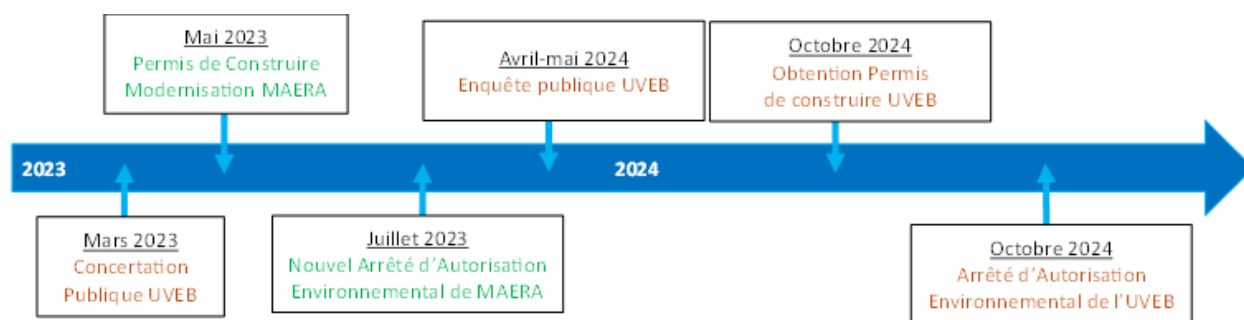 Mai 2023
Permis de Construire
Modernisation MAERA
Avril-mai 2024
Enquête publique UVEB
Octobre 2024
Obtention Permis
de construire UVEB
2023
2024
Mars 2023
Concertation
Publique UVEB
Juillet 2023
Nouvel Arrêté d'Autorisation
Environnemental de MAERA
Octobre 2024
Arrêté d'Autorisation
Environnemental de l'UVEB